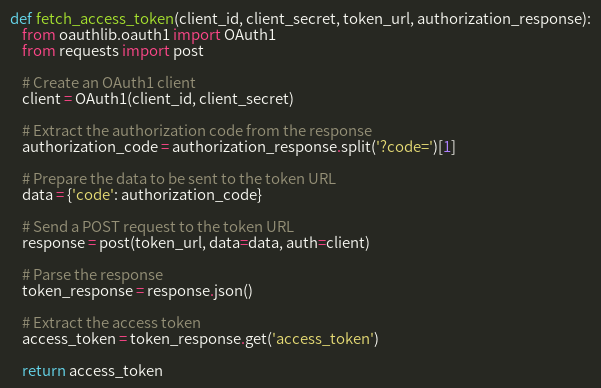 def fetch_access_token(client_id, client_secret, token_url, authorization_response):
from oauthlib.oauth1 import OAuth1
from requests import post
# Create an OAuth1 client
client = OAuth1(client_id, client_secret)
# Extract the authorization code from the response
authorization_code = authorization_response.split('?code=')[1]
# Prepare the data to be sent to the token URL
data = {'code': authorization_code}
# Send a POST request to the token URL
response = post(token_url, data=data, auth=client)
# Parse the response
token_response = response.json()
# Extract the access token
access_token = token_response.get('access_token')
return access_token